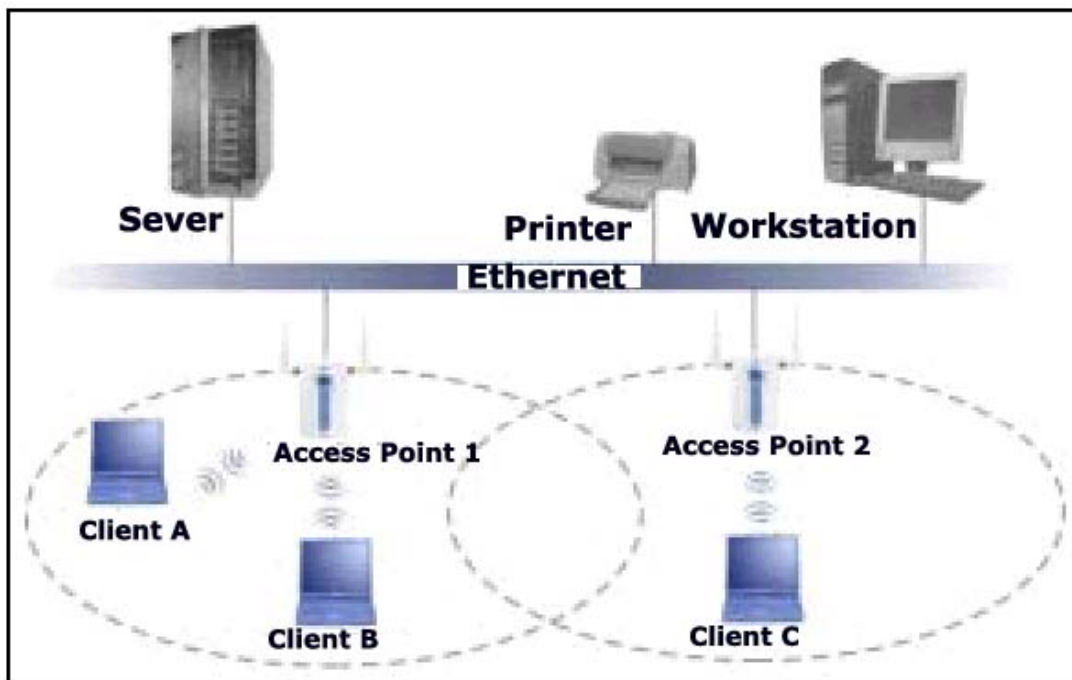 Sever
Printer
Workstation
Ethernet
Access Point 1
Access Point 2
Client A
Client B
Client C